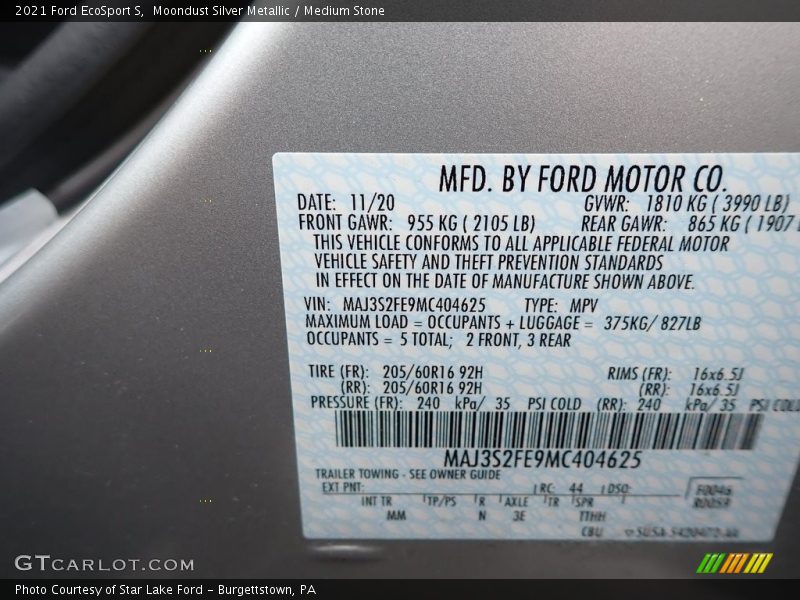 2021 Ford EcoSport S,  Moondust Silver Metallic / Medium Stone
MFD. BY FORD MOTOR CO.
DATE: 11/20 GVWR: 1810 KG ( 3990 LB)
FRONT GAWR: 955 KG ( 2105 LB) REAR GAWR: 865 KG ( 1907
THIS VEHICLE CONFORMS TO ALL APPLICABLE FEDERAL MOTOR
VEHICLE SAFETY AND THEFT PREVENTION STANDARDS
IN EFFECT ON THE DATE OF MANUFACTURE SHOWN ABOVE.
VIN: MAJ3S2FE9MC404625 TYPE: MPV
MAXIMUM LOAD = OCCUPANTS + LUGGAGE = 375KG/ 827LB
OCCUPANTS = 5 TOTAL; 2 FRONT, 3 REAR
TIRE (FR): 205/60R16 92H RIMS (FR): 16x6.5J
(RR): 205/60R16 92H (RR): 16x6.5J
PRESSURE (FR): 240 kPa/ 35 PSI COLD (RR): 240 kPa/ 35 PSI COLD
MAJ3S2FE9MC404625
TRAILER TOWING - SEE OWNER GUIDE
EXT PNT: RC: 44 DSO: F0046
R0059
INT TR TP/PS R AXLE TR SPR
MM N 3E TTHH
CBU
GTCARLOT.COM
Photo Courtesy of Star Lake Ford - Burgettstown, PA